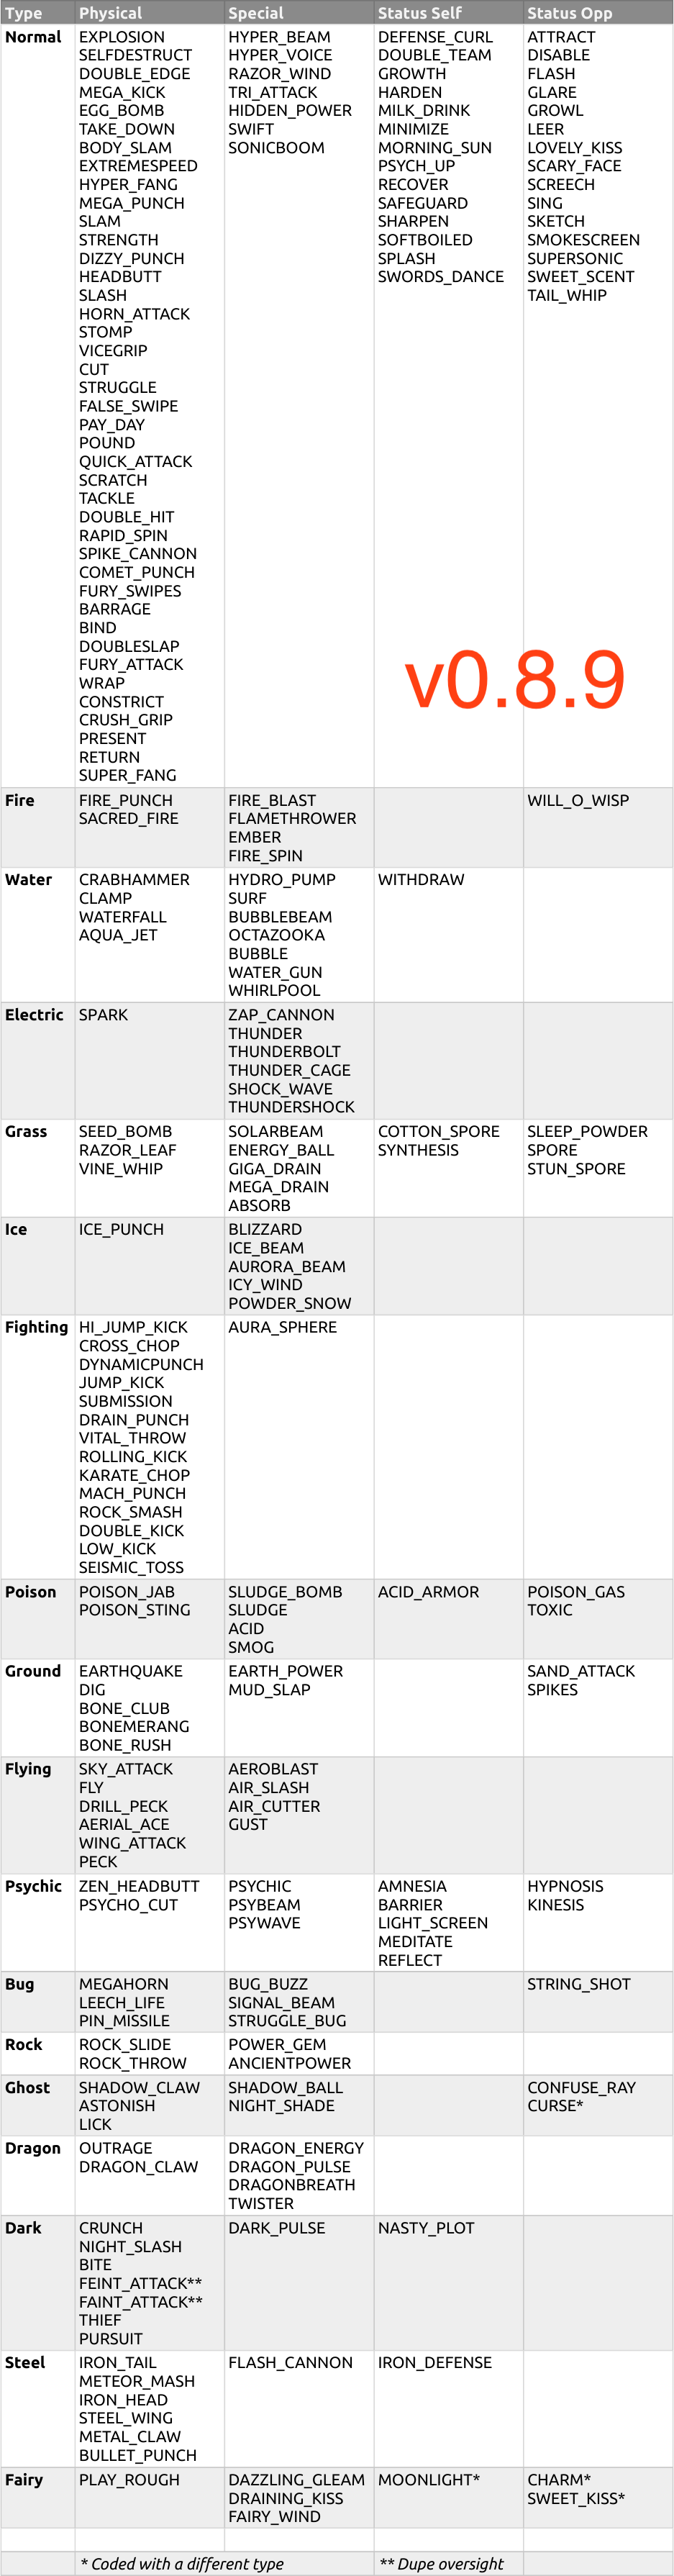 Type Physical Special Status Self Status Opp
Normal EXPLOSION HYPER_BEAM DEFENSE_CURL ATTRACT
SELFDESTRUCT HYPER_VOICE DOUBLE_TEAM DISABLE
DOUBLE_EDGE RAZOR_WIND GROWTH FLASH
MEGA_KICK TRI_ATTACK HARDEN GLARE
EGG_BOMB HIDDEN_POWER MILK_DRINK GROWL
TAKE_DOWN SWIFT MINIMIZE LEER
BODY_SLAM SONICBOOM MORNING_SUN LOVELY_KISS
EXTREMESPEED PSYCH_UP SCARY_FACE
HYPER_FANG RECOVER SCREECH
MEGA_PUNCH SAFEGUARD SING
SLAM SHARPEN SKETCH
STRENGTH SOFTBOILED SMOKESCREEN
DIZZY_PUNCH SPLASH SUPERSONIC
HEADBUTT SWORDS_DANCE SWEET_SCENT
SLASH TAIL_WHIP
HORN_ATTACK
STOMP
VICEGRIP
CUT
STRUGGLE
FALSE_SWIPE
PAY_DAY
POUND
QUICK_ATTACK
SCRATCH
TACKLE
DOUBLE_HIT
RAPID_SPIN
SPIKE_CANNON
COMET_PUNCH
FURY_SWIPES
BARRAGE
BIND
DOUBLESLAP
FURY_ATTACK
WRAP v0.8.9
CONSTRICT
CRUSH_GRIP
PRESENT
RETURN
SUPER_FANG
Fire FIRE_PUNCH FIRE_BLAST WILL_O_WISP
SACRED_FIRE FLAMETHROWER
EMBER
FIRE_SPIN
Water CRABHAMMER HYDRO_PUMP WITHDRAW
CLAMP SURF
WATERFALL BUBBLEBEAM
AQUA_JET OCTAZOOKA
BUBBLE
WATER_GUN
WHIRLPOOL
Electric SPARK ZAP_CANNON
THUNDER
THUNDERBOLT
THUNDER_CAGE
SHOCK_WAVE
THUNDERSHOCK
Grass SEED_BOMB SOLARBEAM COTTON_SPORE SLEEP_POWDER
RAZOR_LEAF ENERGY_BALL SYNTHESIS SPORE
VINE_WHIP GIGA_DRAIN STUN_SPORE
MEGA_DRAIN
ABSORB
Ice ICE_PUNCH BLIZZARD
ICE_BEAM
AURORA_BEAM
ICY_WIND
POWDER_SNOW
Fighting HI_JUMP_KICK AURA_SPHERE
CROSS_CHOP
DYNAMICPUNCH
JUMP_KICK
SUBMISSION
DRAIN_PUNCH
VITAL_THROW
ROLLING_KICK
KARATE_CHOP
MACH_PUNCH
ROCK_SMASH
DOUBLE_KICK
LOW_KICK
SEISMIC_TOSS
Poison POISON_JAB SLUDGE_BOMB ACID_ARMOR POISON_GAS
POISON_STING SLUDGE TOXIC
ACID
SMOG
Ground EARTHQUAKE EARTH_POWER SAND_ATTACK
DIG MUD_SLAP SPIKES
BONE_CLUB
BONEMERANG
BONE_RUSH
Flying SKY_ATTACK AEROBLAST
FLY AIR_SLASH
DRILL_PECK AIR_CUTTER
AERIAL_ACE GUST
WING_ATTACK
PECK
Psychic ZEN_HEADBUTT PSYCHIC AMNESIA HYPNOSIS
PSYCHO_CUT PSYBEAM BARRIER KINESIS
PSYWAVE LIGHT_SCREEN
MEDITATE
REFLECT
Bug MEGAHORN BUG_BUZZ STRING_SHOT
LEECH_LIFE SIGNAL_BEAM
PIN_MISSILE STRUGGLE_BUG
Rock ROCK_SLIDE POWER_GEM
ROCK_THROW ANCIENTPOWER
Ghost SHADOW_CLAW SHADOW_BALL CONFUSE_RAY
ASTONISH NIGHT_SHADE CURSE*
LICK
Dragon OUTRAGE DRAGON_ENERGY
DRAGON_CLAW DRAGON_PULSE
DRAGONBREATH
TWISTER
Dark CRUNCH DARK_PULSE NASTY_PLOT
NIGHT_SLASH
BITE
FEINT_ATTACK**
FAINT_ATTACK**
THIEF
PURSUIT
Steel IRON_TAIL FLASH_CANNON IRON_DEFENSE
METEOR_MASH
IRON_HEAD
STEEL_WING
METAL_CLAW
BULLET_PUNCH
Fairy PLAY_ROUGH DAZZLING_GLEAM MOONLIGHT* CHARM*
DRAINING_KISS SWEET_KISS*
FAIRY_WIND
* Coded with a different type ** Dupe oversight